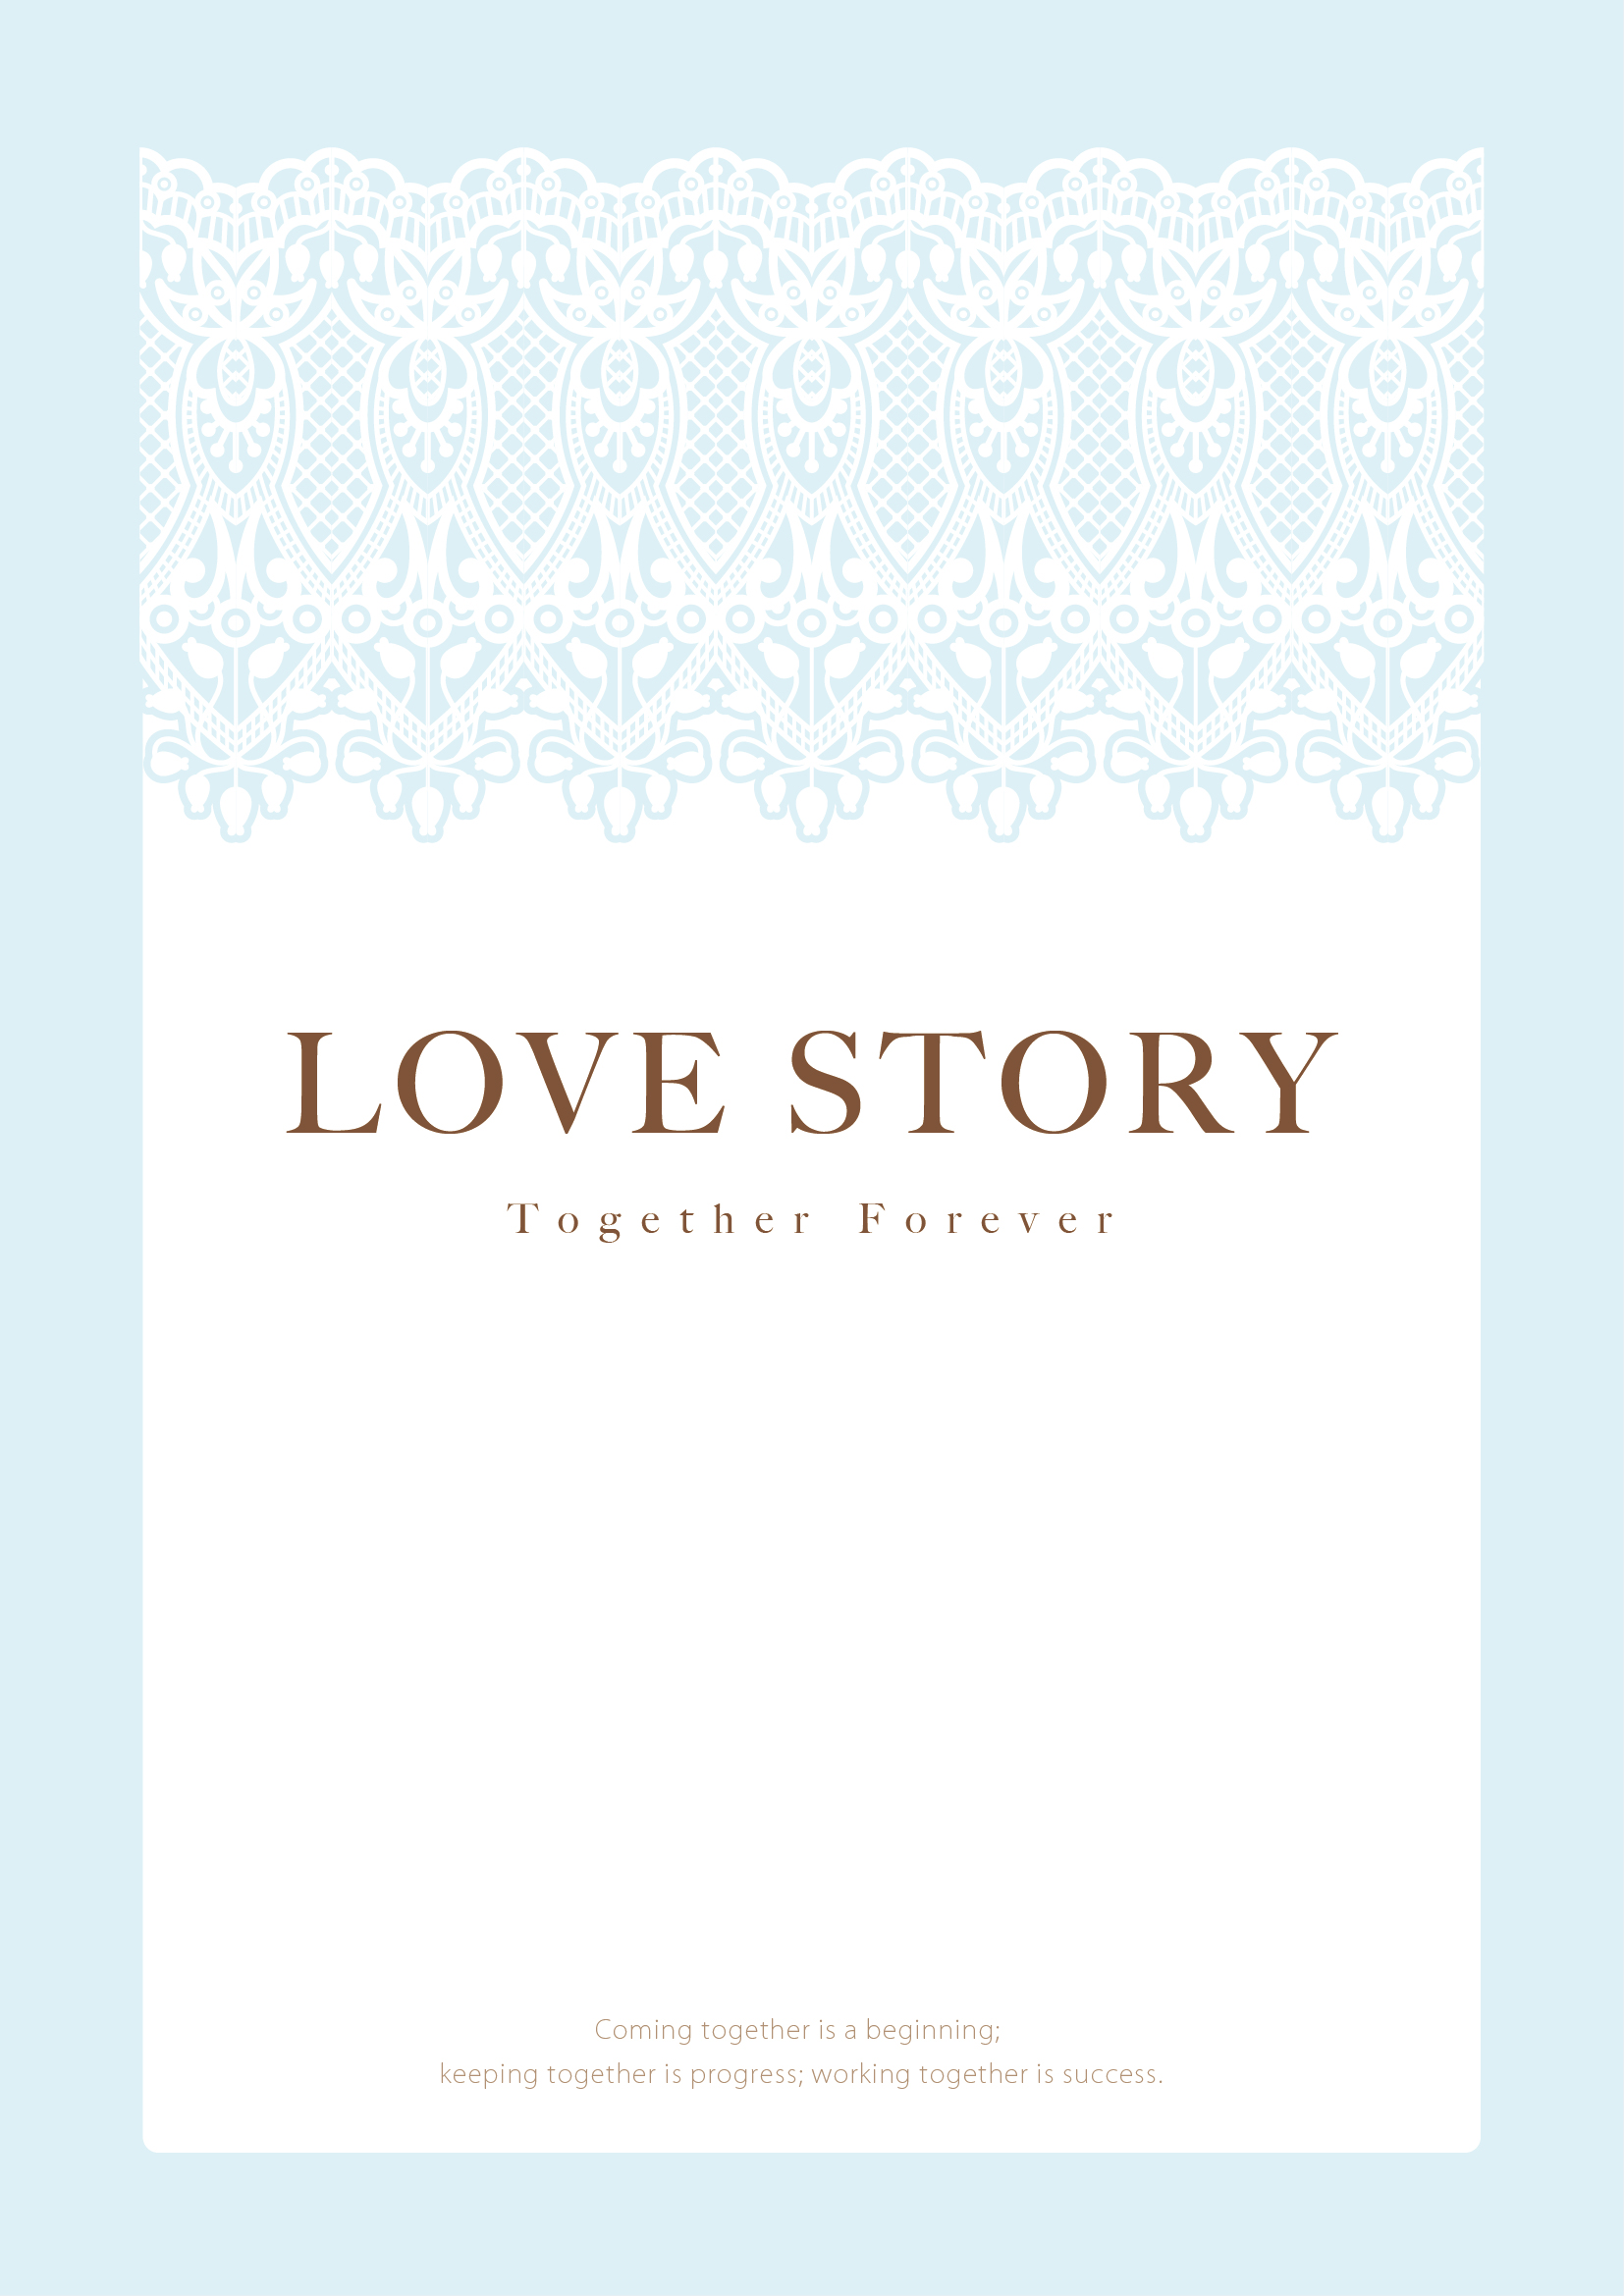 LOVE STORY
Together Forever
Coming together is a beginning;
keeping together is progress; working together is success.